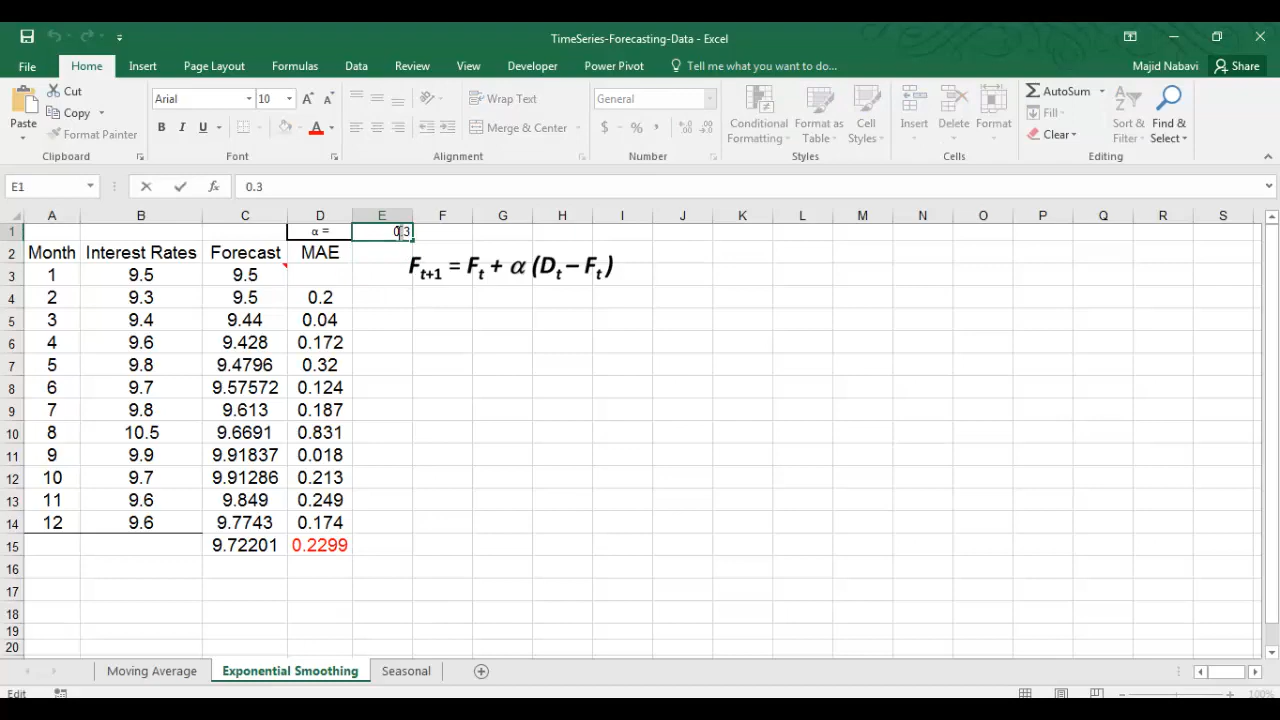 TimeSeries-Forecasting-Data - Excel
File Home Insert Page Layout Formulas Data Review View Developer Power Pivot Tell me what you want to do... Majid Nabavi Share
Paste Cut Copy Format Painter
Clipboard
Arial 10 A A
B I U A
Font
Wrap Text
Merge & Center
Alignment
General
$ % ,
Number
Conditional Formatting Format as Table Cell Styles
Styles
Insert Delete Format
Cells
AutoSum Fill Clear Sort & Filter Find & Select
Editing
E1 fx 0.3
A B C D E F G H I J K L M N O P Q R S
1 α = 0.3
2 Month Interest Rates Forecast MAE
3 1 9.5 9.5 Ft+1 = Ft + α (Dt – Ft )
4 2 9.3 9.5 0.2
5 3 9.4 9.44 0.04
6 4 9.6 9.428 0.172
7 5 9.8 9.4796 0.32
8 6 9.7 9.57572 0.124
9 7 9.8 9.613 0.187
10 8 10.5 9.6691 0.831
11 9 9.9 9.91837 0.018
12 10 9.7 9.91286 0.213
13 11 9.6 9.849 0.249
14 12 9.6 9.7743 0.174
15 9.72201 0.2299
16
17
18
19
20
Moving Average Exponential Smoothing Seasonal
Edit 100%